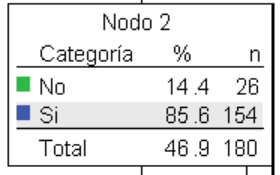 Nodo 2
Categoría % n
No 14 .4 26
Si 85 .6 154
Total 46 .9 180